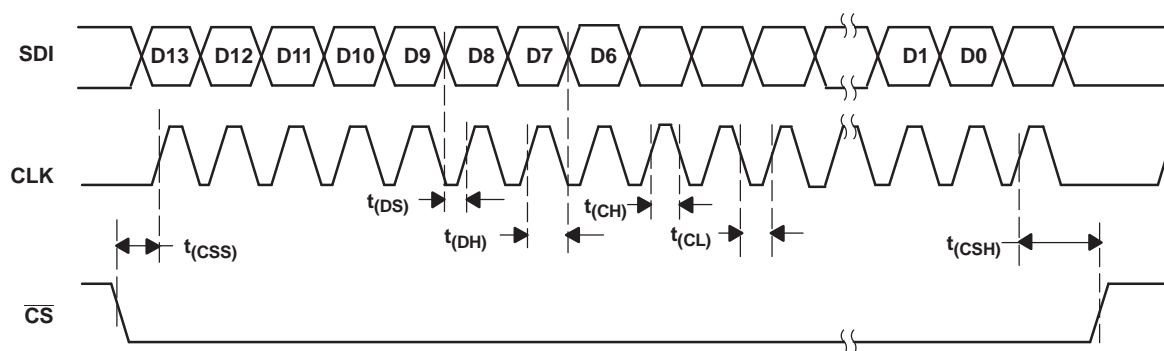 SDI
D13 D12 D11 D10 D9 D8 D7 D6 D1 D0
CLK
t(DS)
t(CH)
t(DH)
t(CL)
t(CSS)
t(CSH)
CS